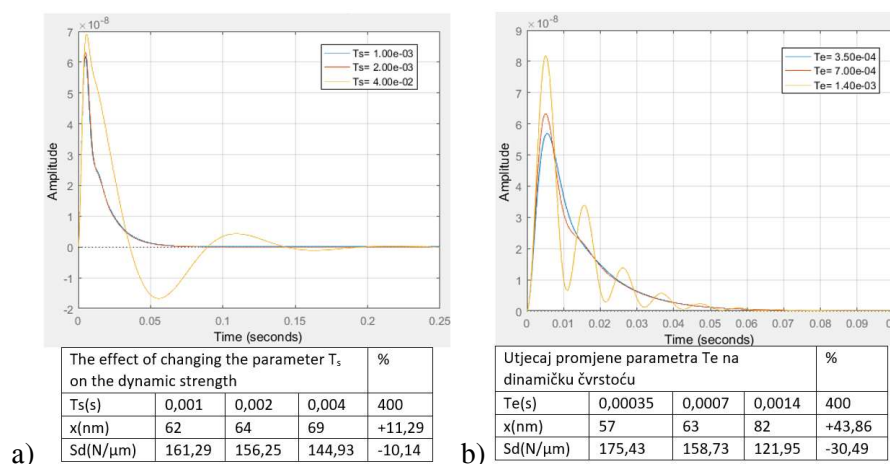 7 ×10⁻⁸
6
5
4
3
2
1
0
-1
-2
Amplitude
0 0.05 0.1 0.15 0.2 0.25
Time (seconds)
Ts= 1.00e-03
Ts= 2.00e-03
Ts= 4.00e-02
The effect of changing the parameter Tₛ on the dynamic strength %
Ts(s) 0,001 0,002 0,004 400
x(nm) 62 64 69 +11,29
Sd(N/μm) 161,29 156,25 144,93 -10,14
a)
9 ×10⁻⁸
8
7
6
5
4
3
2
1
0
Amplitude
0 0.01 0.02 0.03 0.04 0.05 0.06 0.07 0.08 0.09
Time (seconds)
Te= 3.50e-04
Te= 7.00e-04
Te= 1.40e-03
Utjecaj promjene parametra Te na dinamičku čvrstoću %
Te(s) 0,00035 0,0007 0,0014 400
x(nm) 57 63 82 +43,86
Sd(N/μm) 175,43 158,73 121,95 -30,49
b)